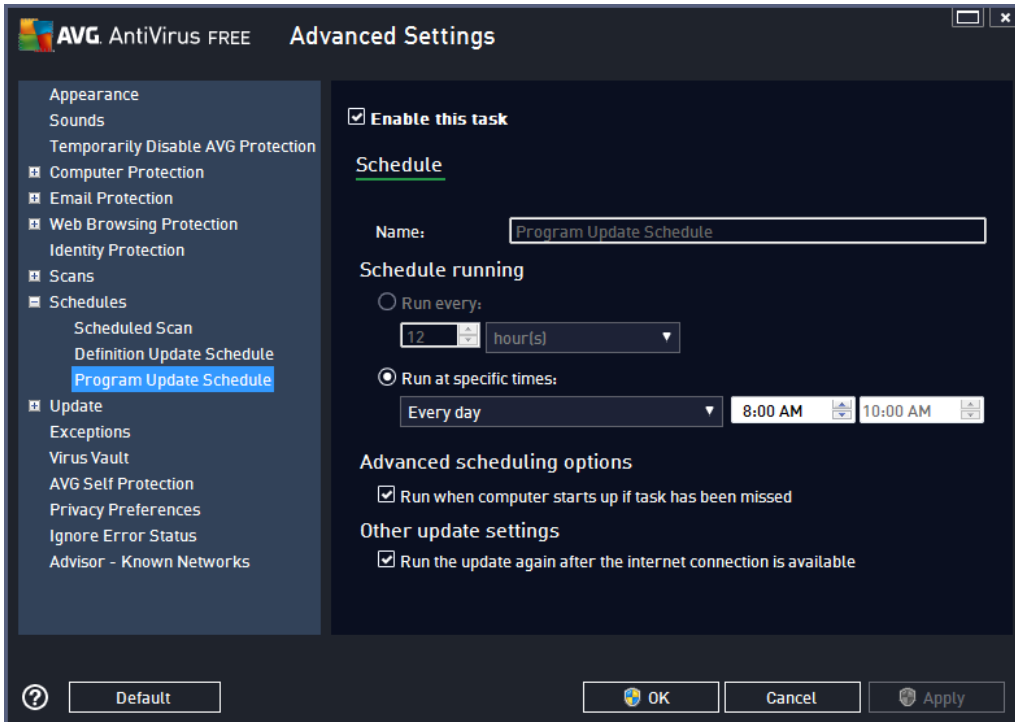 AVG. AntiVirus FREE Advanced Settings
Appearance
Sounds
Temporarily Disable AVG Protection
Computer Protection
Email Protection
Web Browsing Protection
Identity Protection
Scans
Schedules
Scheduled Scan
Definition Update Schedule
Program Update Schedule
Update
Exceptions
Virus Vault
AVG Self Protection
Privacy Preferences
Ignore Error Status
Advisor - Known Networks
Enable this task
Schedule
Name: Program Update Schedule
Schedule running
Run every:
12 hour(s)
Run at specific times:
Every day 8:00 AM 10:00 AM
Advanced scheduling options
Run when computer starts up if task has been missed
Other update settings
Run the update again after the internet connection is available
? Default OK Cancel Apply